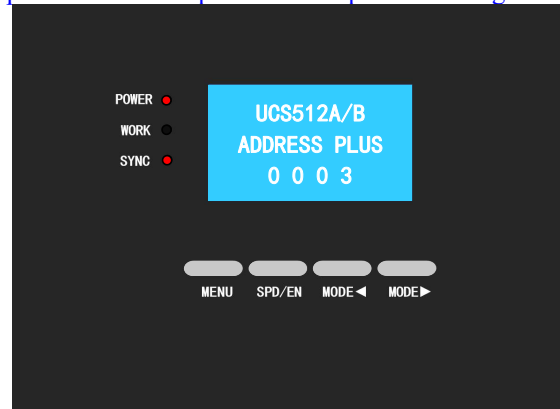 POWER
WORK
SYNC
UCS512A/B
ADDRESS PLUS
0 0 0 3
MENU SPD/EN MODE◀ MODE▶